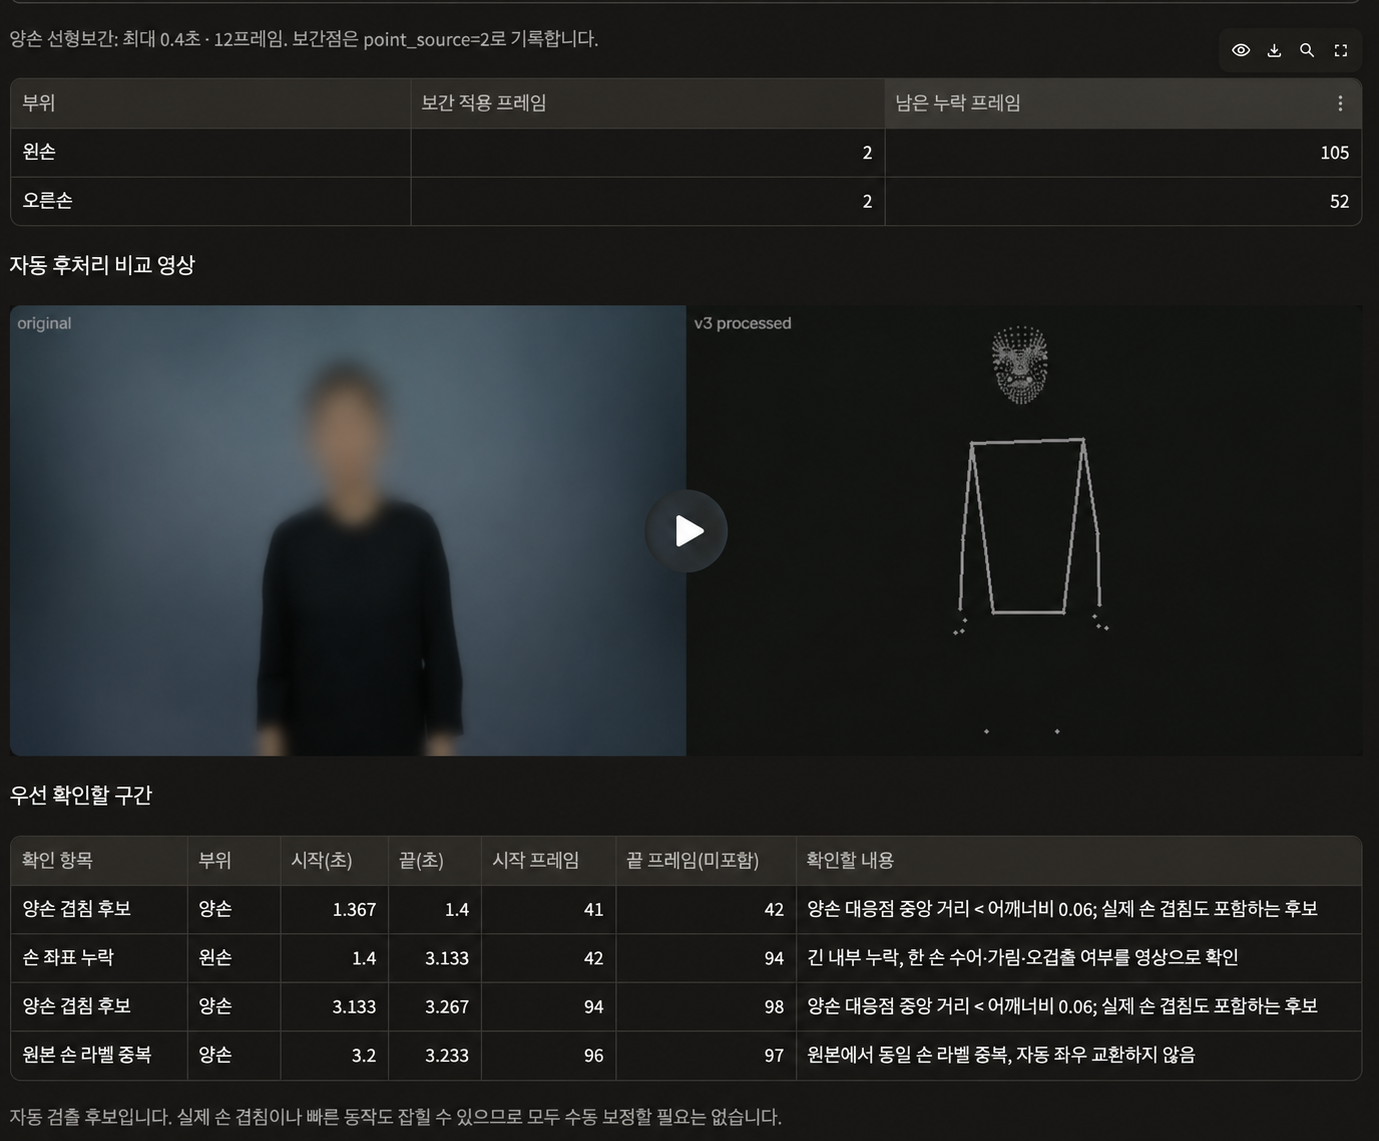 양손 선형보간: 최대 0.4초 · 12프레임. 보간점은 point_source=2로 기록합니다.
부위 보간 적용 프레임 남은 누락 프레임
왼손 2 105
오른손 2 52
자동 후처리 비교 영상
original v3 processed
우선 확인할 구간
확인 항목 부위 시작(초) 끝(초) 시작 프레임 끝 프레임(미포함) 확인할 내용
양손 겹침 후보 양손 1.367 1.4 41 42 양손 대응점 중앙 거리 < 어깨너비 0.06; 실제 손 겹침도 포함하는 후보
손 좌표 누락 왼손 1.4 3.133 42 94 긴 내부 누락, 한 손 수어·가림·오검출 여부를 영상으로 확인
양손 겹침 후보 양손 3.133 3.267 94 98 양손 대응점 중앙 거리 < 어깨너비 0.06; 실제 손 겹침도 포함하는 후보
원본 손 라벨 중복 양손 3.2 3.233 96 97 원본에서 동일 손 라벨 중복, 자동 좌우 교환하지 않음
자동 검출 후보입니다. 실제 손 겹침이나 빠른 동작도 잡힐 수 있으므로 모두 수동 보정할 필요는 없습니다.